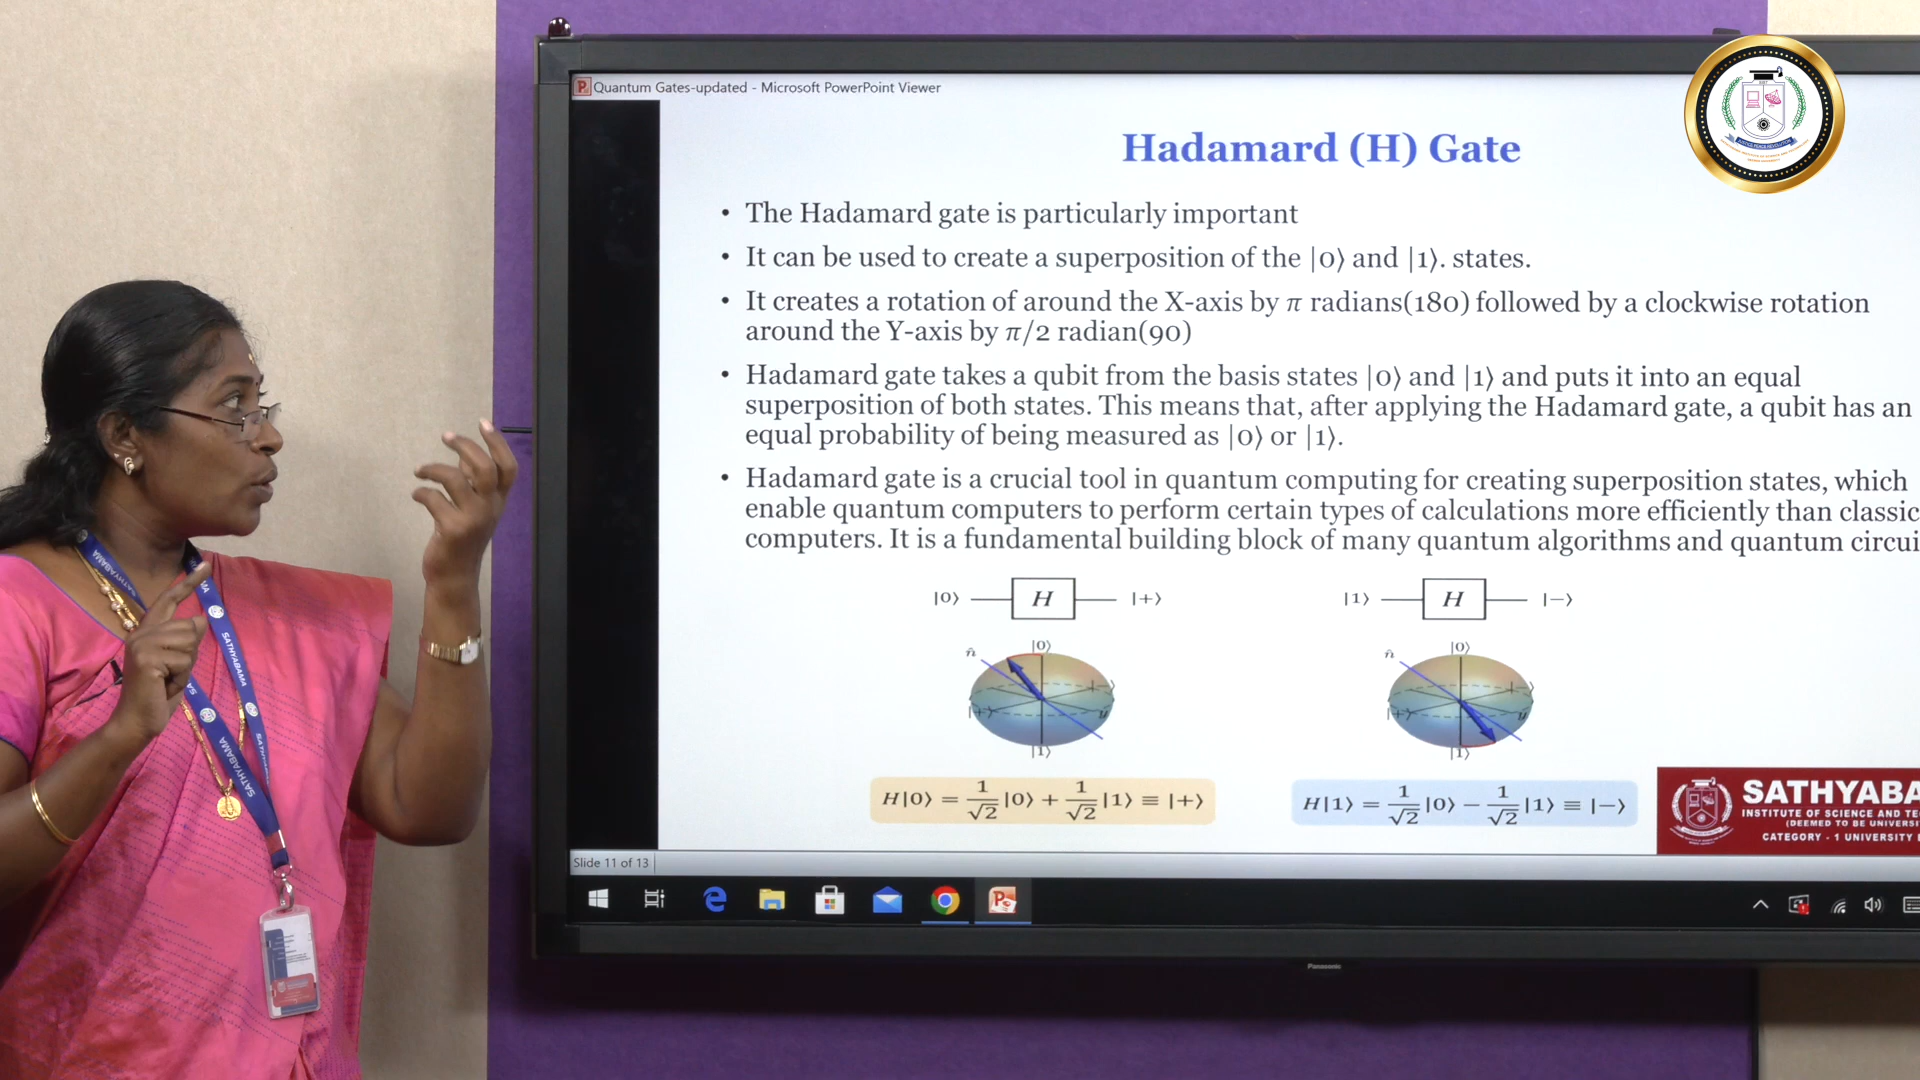 Quantum Gates-updated - Microsoft PowerPoint Viewer
Hadamard (H) Gate
• The Hadamard gate is particularly important
• It can be used to create a superposition of the |0⟩ and |1⟩. states.
• It creates a rotation of around the X-axis by π radians(180) followed by a clockwise rotation
around the Y-axis by π/2 radian(90)
• Hadamard gate takes a qubit from the basis states |0⟩ and |1⟩ and puts it into an equal
superposition of both states. This means that, after applying the Hadamard gate, a qubit has an
equal probability of being measured as |0⟩ or |1⟩.
• Hadamard gate is a crucial tool in quantum computing for creating superposition states, which
enable quantum computers to perform certain types of calculations more efficiently than classic
computers. It is a fundamental building block of many quantum algorithms and quantum circui
|0⟩ H |+⟩ |1⟩ H |−⟩
n̂ |0⟩ n̂ |0⟩
|+⟩ y |+⟩ y
|1⟩ |1⟩
H|0⟩ = 1/√2 |0⟩ + 1/√2 |1⟩ ≡ |+⟩
H|1⟩ = 1/√2 |0⟩ − 1/√2 |1⟩ ≡ |−⟩
SATHYABA
INSTITUTE OF SCIENCE AND TE
(DEEMED TO BE UNIVERSI
CATEGORY - 1 UNIVERSITY
Slide 11 of 13
Panasonic
SATHYABAMA
SATHYABAMA
SATHYABAMA